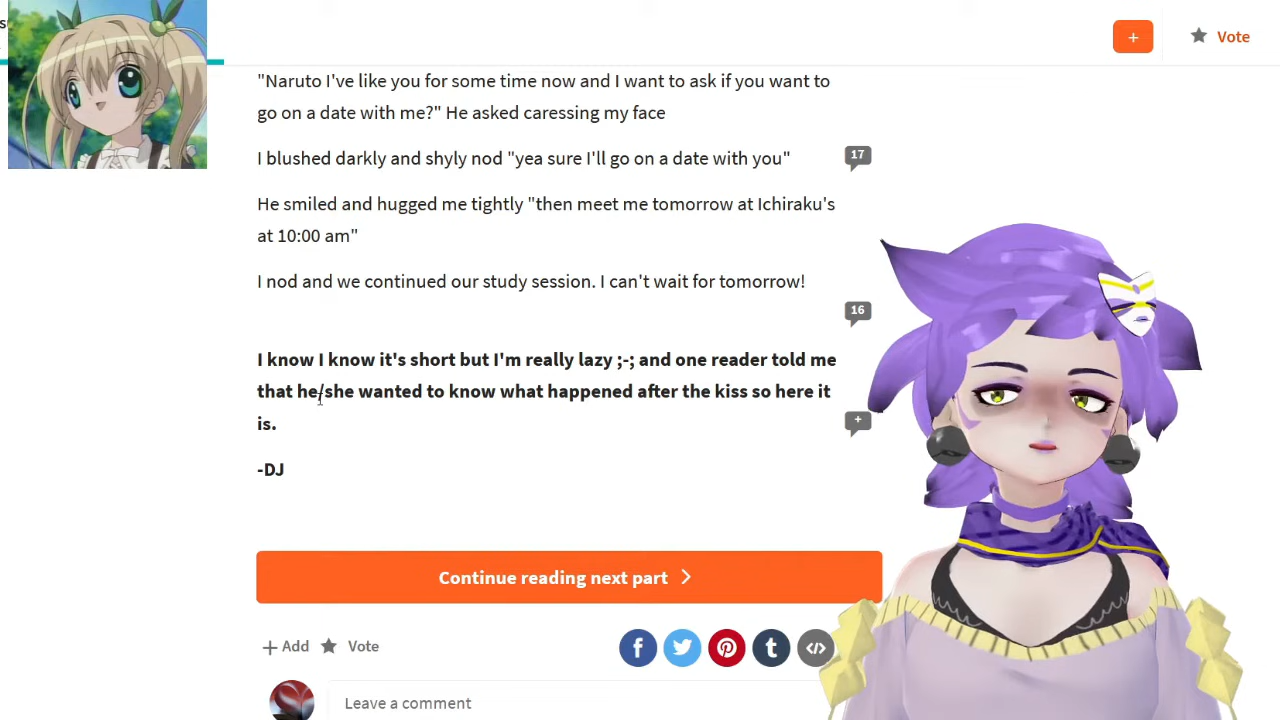 s
+
Vote
"Naruto I've like you for some time now and I want to ask if you want to
go on a date with me?" He asked caressing my face
I blushed darkly and shyly nod "yea sure I'll go on a date with you"
17
He smiled and hugged me tightly "then meet me tomorrow at Ichiraku's
at 10:00 am"
I nod and we continued our study session. I can't wait for tomorrow!
16
I know I know it's short but I'm really lazy ;-; and one reader told me
that he/she wanted to know what happened after the kiss so here it
is.
+
-DJ
Continue reading next part
+ Add
Vote
f
t
</>
Leave a comment